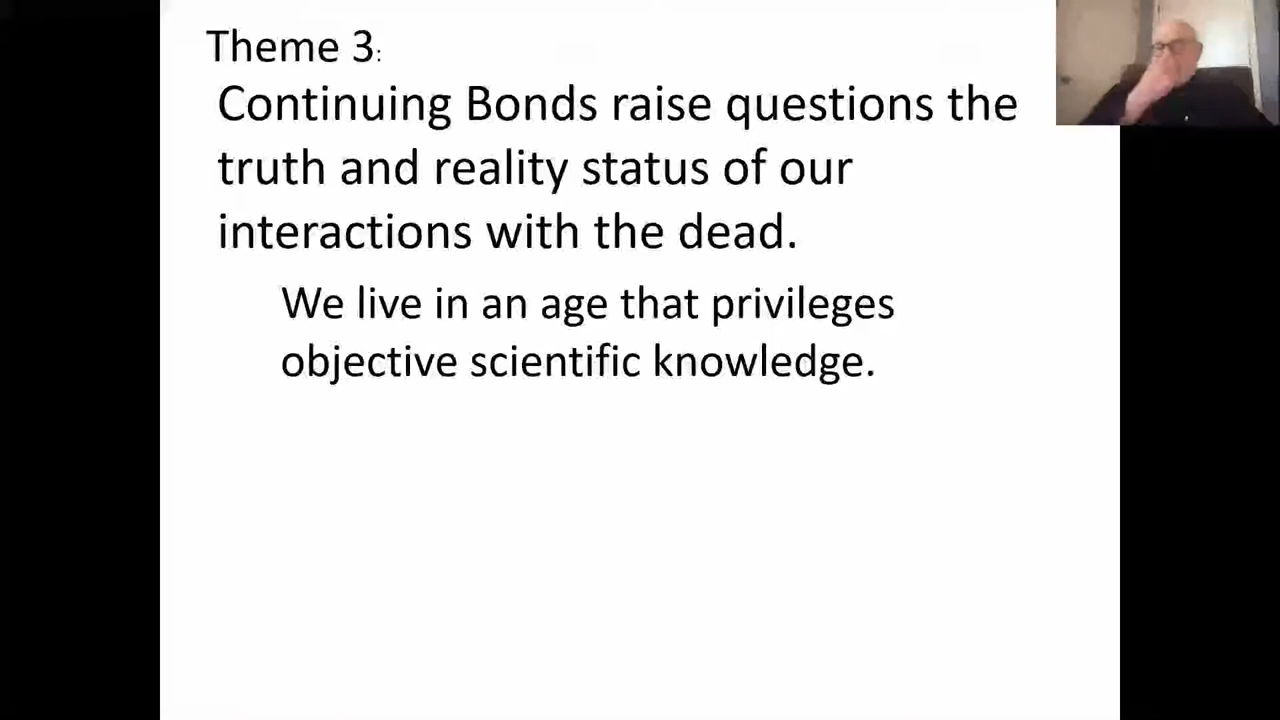 Theme 3:
Continuing Bonds raise questions the
truth and reality status of our
interactions with the dead.
We live in an age that privileges
objective scientific knowledge.